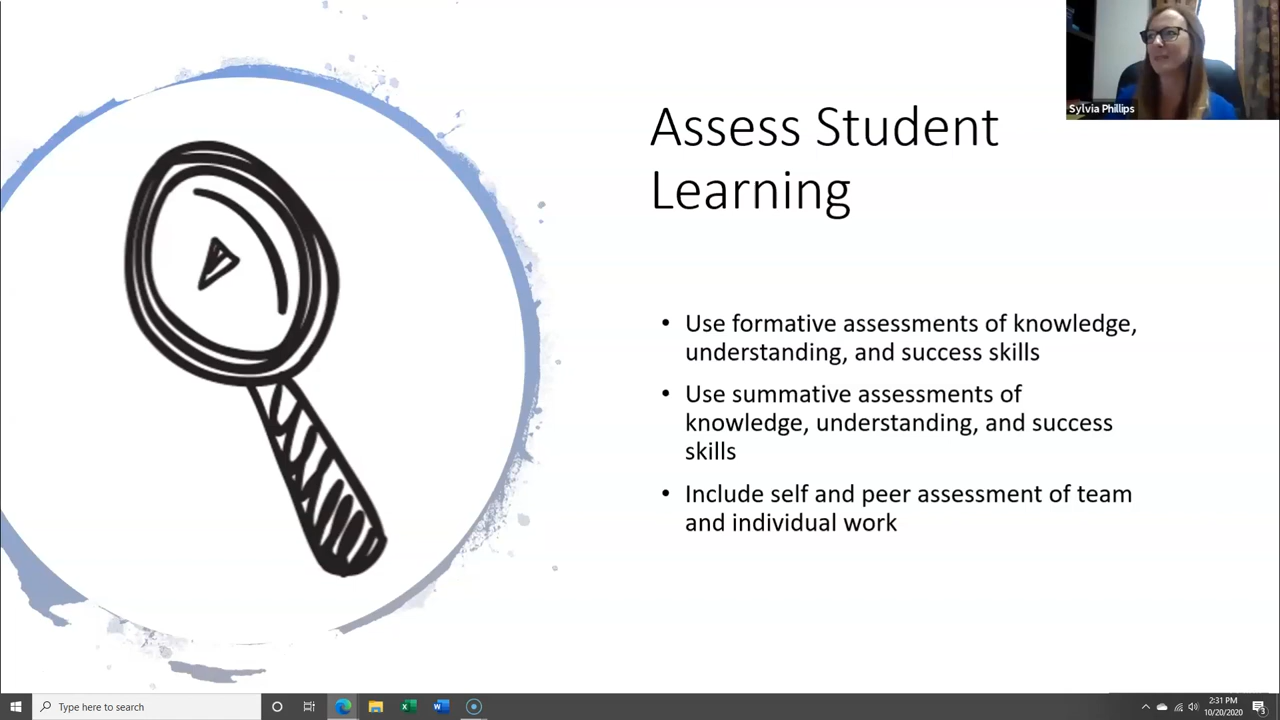 Sylvia Phillips
Assess Student
Learning
• Use formative assessments of knowledge,
understanding, and success skills
• Use summative assessments of
knowledge, understanding, and success
skills
• Include self and peer assessment of team
and individual work
Type here to search
2:31 PM
10/20/2020
3